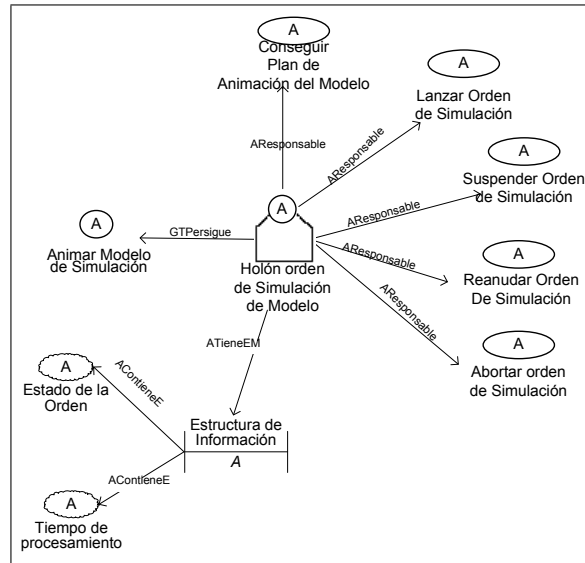 A
Conseguir
Plan de
Animación del Modelo
A
Lanzar Orden
de Simulación
AResponsable
AResponsable
A
Suspender Orden
de Simulación
AResponsable
A
Holón orden
de Simulación
de Modelo
GTPersigue
A
Animar Modelo
de Simulación
AResponsable
A
Reanudar Orden
De Simulación
AResponsable
A
Abortar orden
de Simulación
ATieneEM
A
Estado de la
Orden
AContieneE
Estructura de
Información
A
AContieneE
A
Tiempo de
procesamiento